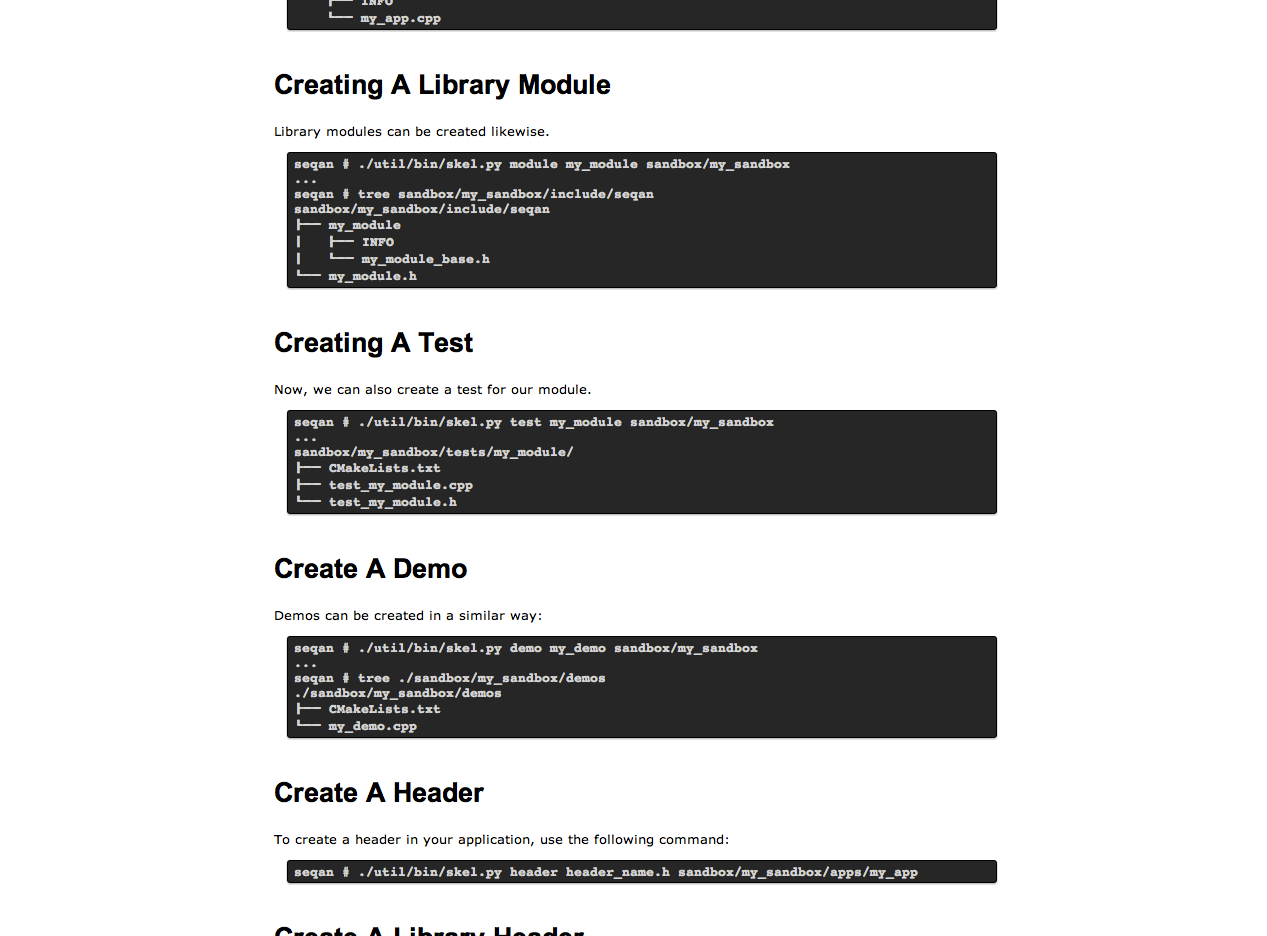 ├── INFO
└── my_app.cpp
Creating A Library Module
Library modules can be created likewise.
seqan # ./util/bin/skel.py module my_module sandbox/my_sandbox
...
seqan # tree sandbox/my_sandbox/include/seqan
sandbox/my_sandbox/include/seqan
├── my_module
│   ├── INFO
│   └── my_module_base.h
└── my_module.h
Creating A Test
Now, we can also create a test for our module.
seqan # ./util/bin/skel.py test my_module sandbox/my_sandbox
...
sandbox/my_sandbox/tests/my_module/
├── CMakeLists.txt
├── test_my_module.cpp
└── test_my_module.h
Create A Demo
Demos can be created in a similar way:
seqan # ./util/bin/skel.py demo my_demo sandbox/my_sandbox
...
seqan # tree ./sandbox/my_sandbox/demos
./sandbox/my_sandbox/demos
├── CMakeLists.txt
└── my_demo.cpp
Create A Header
To create a header in your application, use the following command:
seqan # ./util/bin/skel.py header header_name.h sandbox/my_sandbox/apps/my_app
Create A Library Header